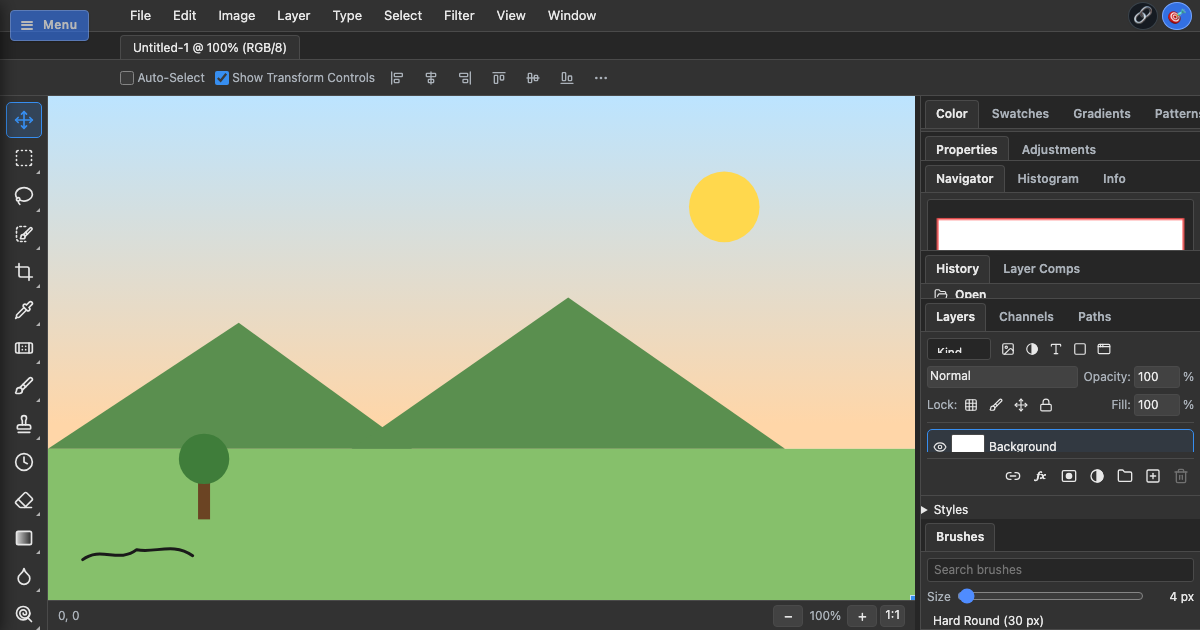 Menu
File Edit Image Layer Type Select Filter View Window
Untitled-1 @ 100% (RGB/8)
Auto-Select Show Transform Controls
Color Swatches Gradients Patterns
Properties Adjustments
Navigator Histogram Info
History Layer Comps
Open
Layers Channels Paths
Kind
Normal Opacity: 100 %
Lock: Fill: 100 %
Background
fx
Styles
Brushes
Search brushes
Size 4 px
Hard Round (30 px)
0, 0 − 100% + 1:1